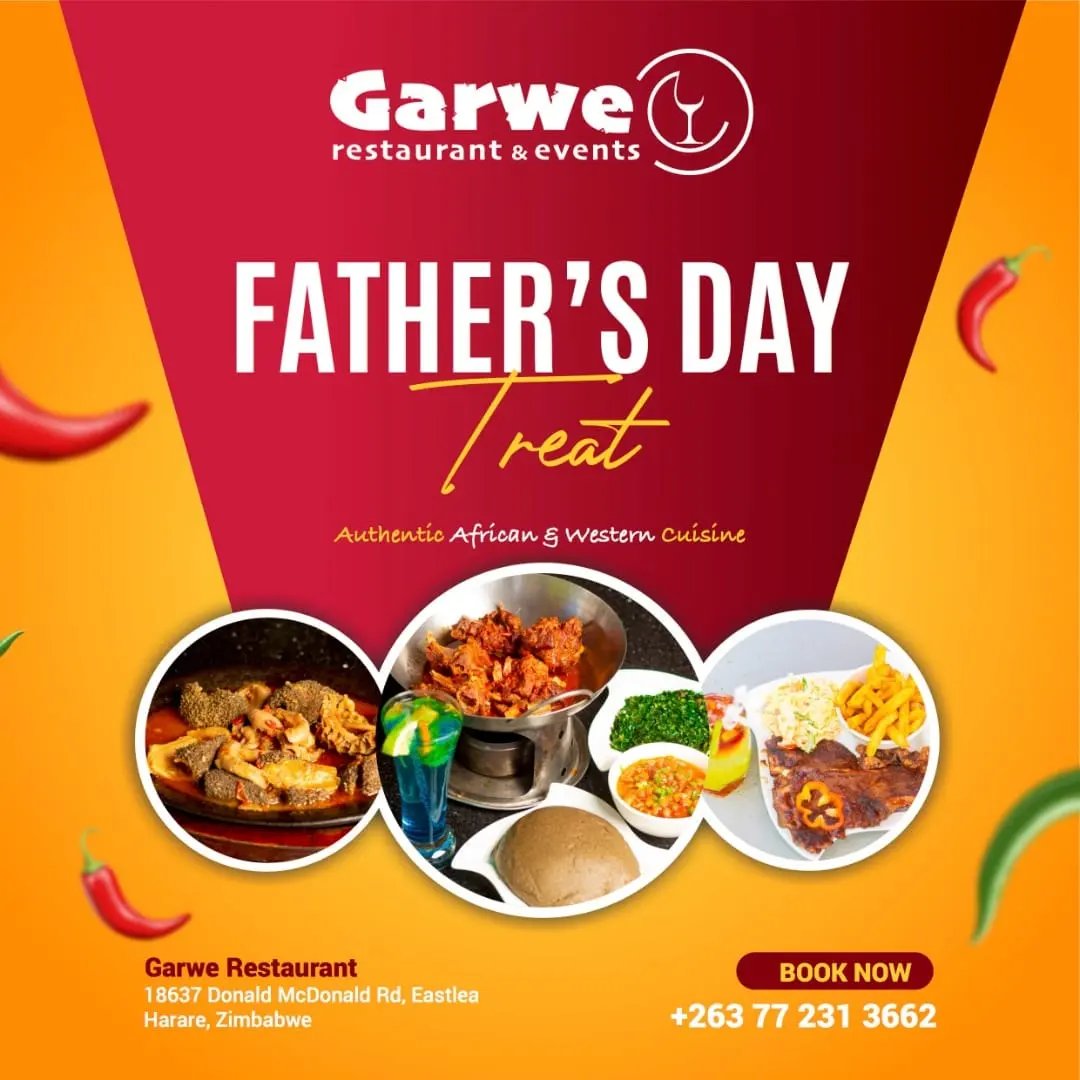 Garwe
restaurant & events
FATHER'S DAY
Treat
Authentic African & Western Cuisine
Garwe Restaurant
18637 Donald McDonald Rd, Eastlea
Harare, Zimbabwe
BOOK NOW
+263 77 231 3662